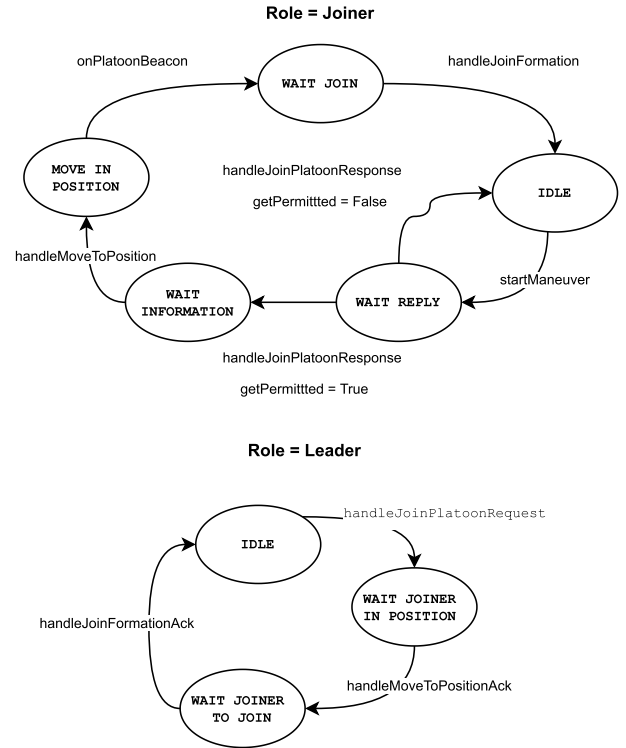 Role = Joiner
onPlatoonBeacon
handleJoinFormation
WAIT JOIN
handleJoinPlatoonResponse
getPermittted = False
MOVE IN
POSITION
IDLE
handleMoveToPosition
startManeuver
WAIT
INFORMATION
WAIT REPLY
handleJoinPlatoonResponse
getPermittted = True
Role = Leader
handleJoinPlatoonRequest
IDLE
WAIT JOINER
IN POSITION
handleJoinFormationAck
handleMoveToPositionAck
WAIT JOINER
TO JOIN